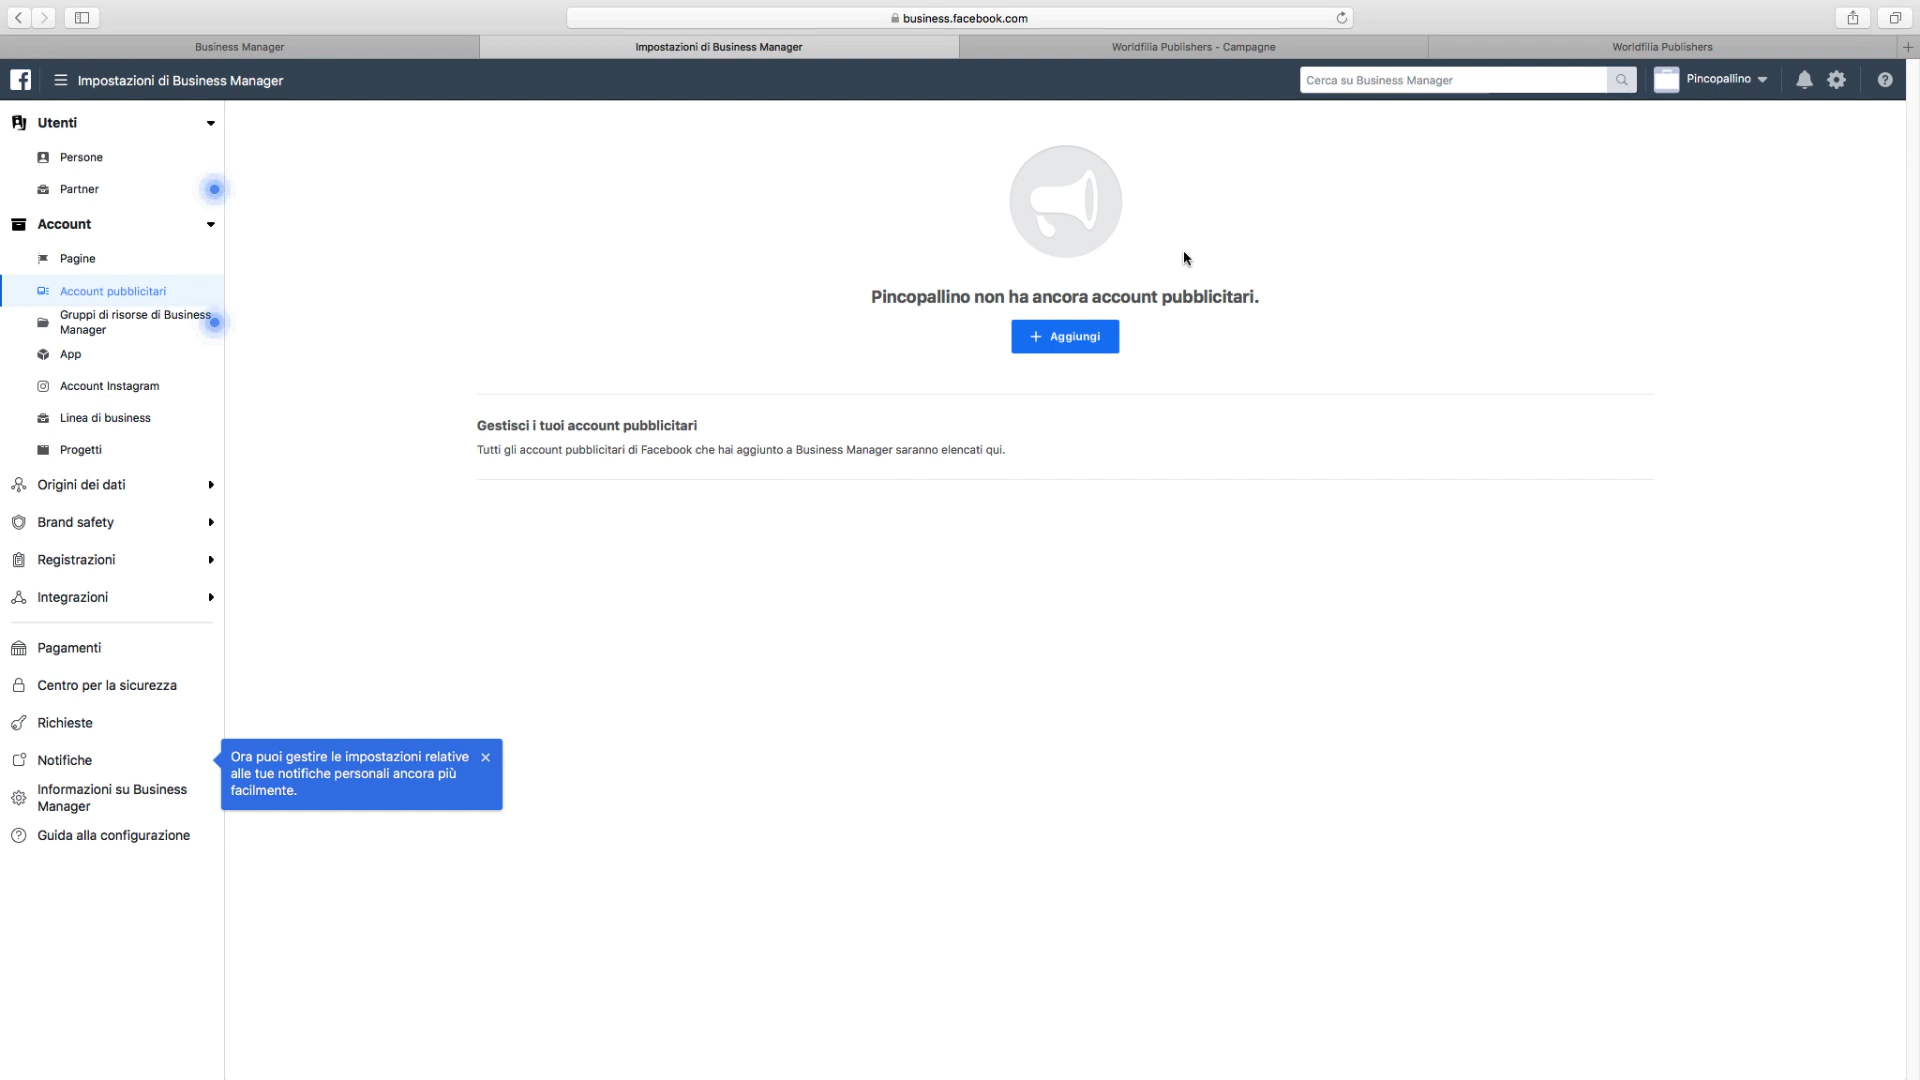 business.facebook.com
Business Manager
Impostazioni di Business Manager
Worldfilia Publishers - Campagne
Worldfilia Publishers
Impostazioni di Business Manager
Cerca su Business Manager
Pincopallino
Utenti
Persone
Partner
Account
Pagine
Account pubblicitari
Gruppi di risorse di Business
Manager
App
Account Instagram
Linea di business
Progetti
Origini dei dati
Brand safety
Registrazioni
Integrazioni
Pagamenti
Centro per la sicurezza
Richieste
Notifiche
Informazioni su Business
Manager
Guida alla configurazione
Ora puoi gestire le impostazioni relative
alle tue notifiche personali ancora più
facilmente.
Pincopallino non ha ancora account pubblicitari.
+ Aggiungi
Gestisci i tuoi account pubblicitari
Tutti gli account pubblicitari di Facebook che hai aggiunto a Business Manager saranno elencati qui.